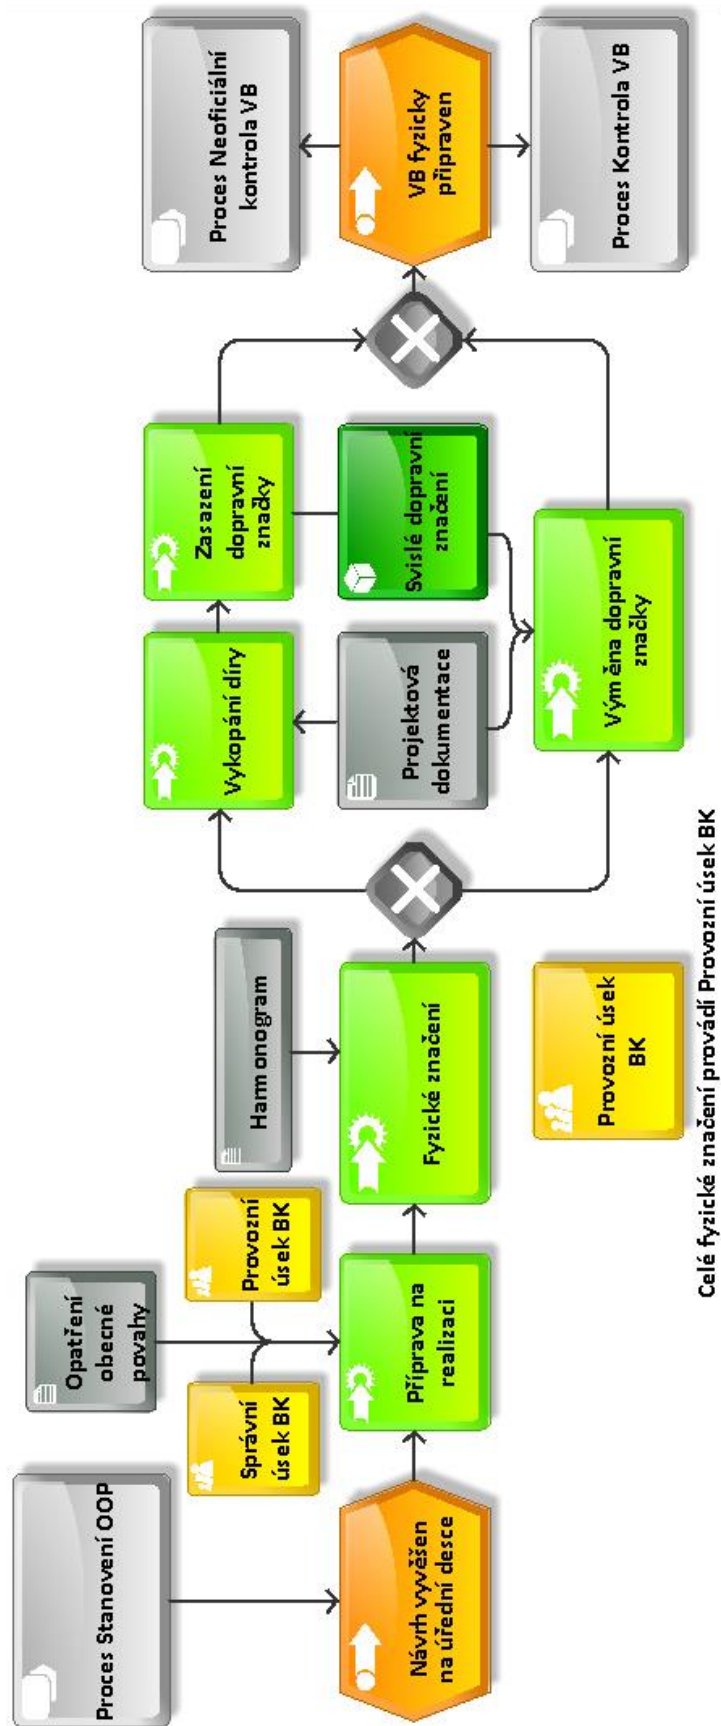 Proces Stanovení OOP
Návrh vyvěšen
na úřední desce
Opatření
obecné
povahy
Správní
úsek BK
Provozní
úsek BK
Příprava na
realizaci
Harmonogram
Fyzické značení
Provozní úsek
BK
Celé fyzické značení provádí Provozní úsek BK
Vykopání díry
Projektová
dokumentace
Zasazení
dopravní
značky
Svislé dopravní
značení
Výměna dopravní
značky
Proces Neoficiální
kontrola VB
VB fyzicky
připraven
Proces Kontrola VB